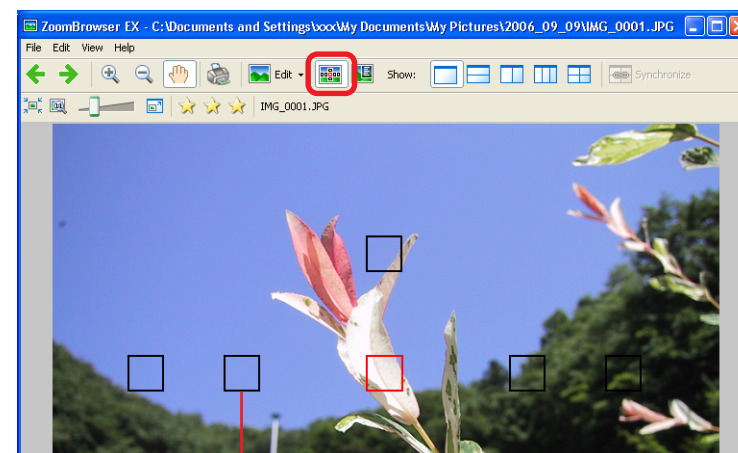 ZoomBrowser EX - C:\Documents and Settings\xxx\My Documents\My Pictures\2006_09_09\IMG_0001.JPG
File Edit View Help
Edit Show: Synchronize
IMG_0001.JPG